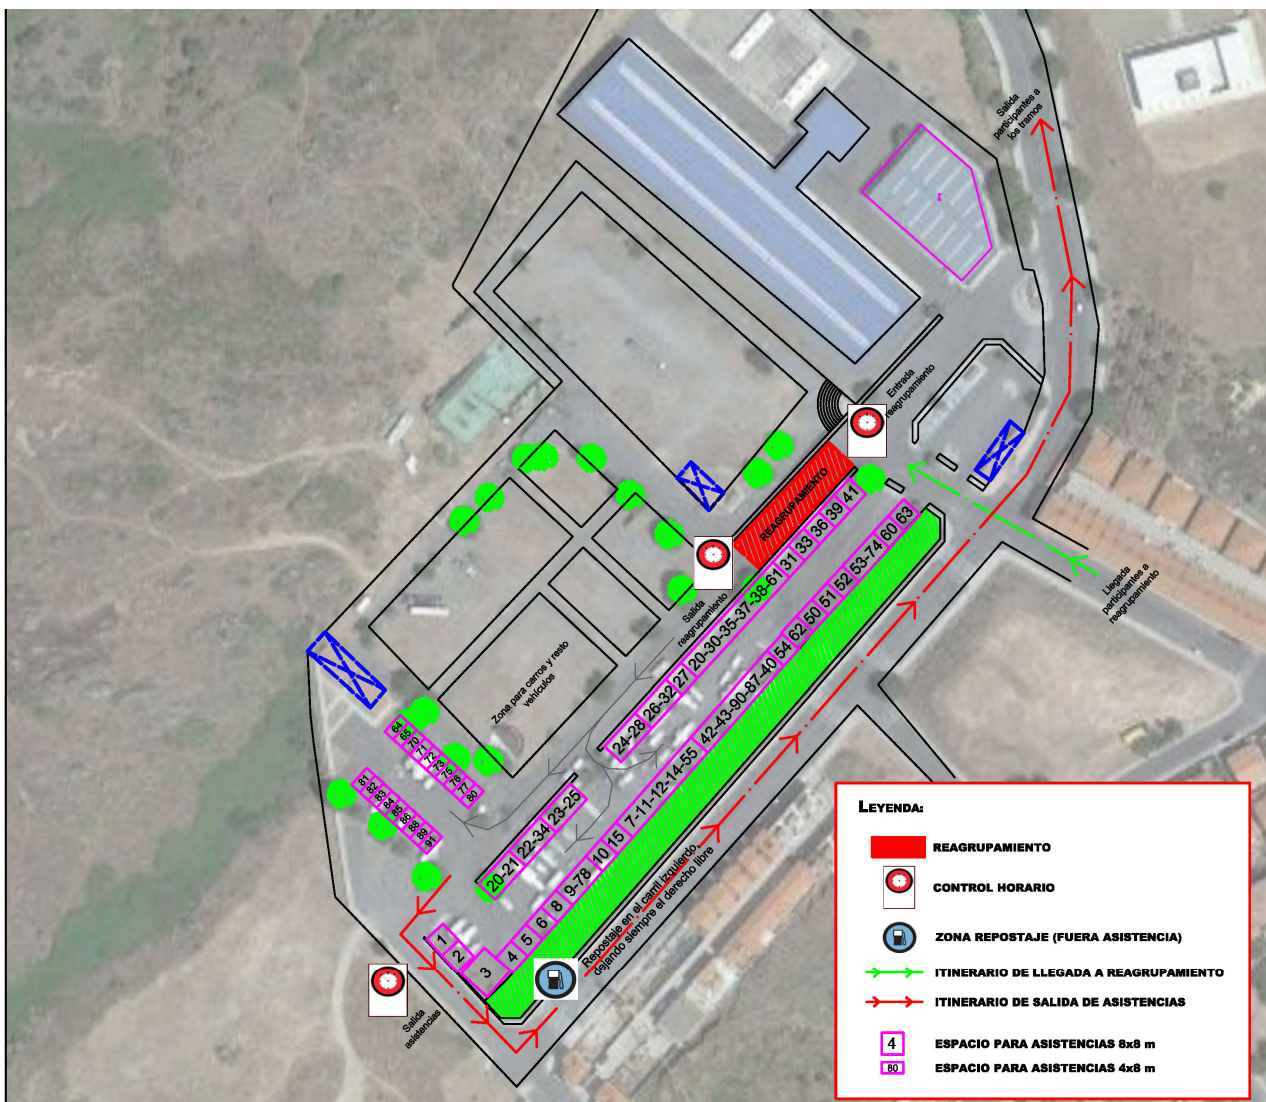 Salida
participantes a
los tramos
I
Entrada
reagrupamiento
REAGRUPAMIENTO
Llegada
participantes a
reagrupamiento
Salida
reagrupamiento
Zona para carros y resto
vehículos
24-28 26-32 27 20-30-35-37-38-61 31 33 36 39 41
42-43-90-87-40 54 62 50 51 52 53-74 60 63
64
65
70
71
72
73
75
76
77
80
81
82
83
84
85
86
88
89
91
20-21 22-34 23-25
1
2
3
4 5 6 8 9-78 10 15 7-11-12-14-55
Repostaje en el carril izquierdo
dejando siempre el derecho libre
Salida
asistencias
LEYENDA:
REAGRUPAMIENTO
CONTROL HORARIO
ZONA REPOSTAJE (FUERA ASISTENCIA)
ITINERARIO DE LLEGADA A REAGRUPAMIENTO
ITINERARIO DE SALIDA DE ASISTENCIAS
4 ESPACIO PARA ASISTENCIAS 8x8 m
80 ESPACIO PARA ASISTENCIAS 4x8 m